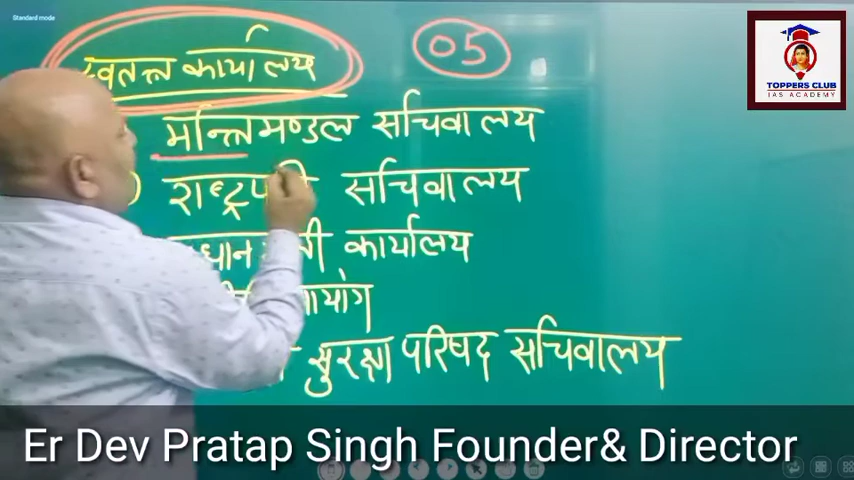 Standard mode
स्वतन्त्र कार्यालय
05
TOPPERS CLUB
IAS ACADEMY
मन्त्रिमण्डल सचिवालय
सचिवालय
कार्यालय
सुरक्षा परिषद सचिवालय
Er Dev Pratap Singh Founder& Director